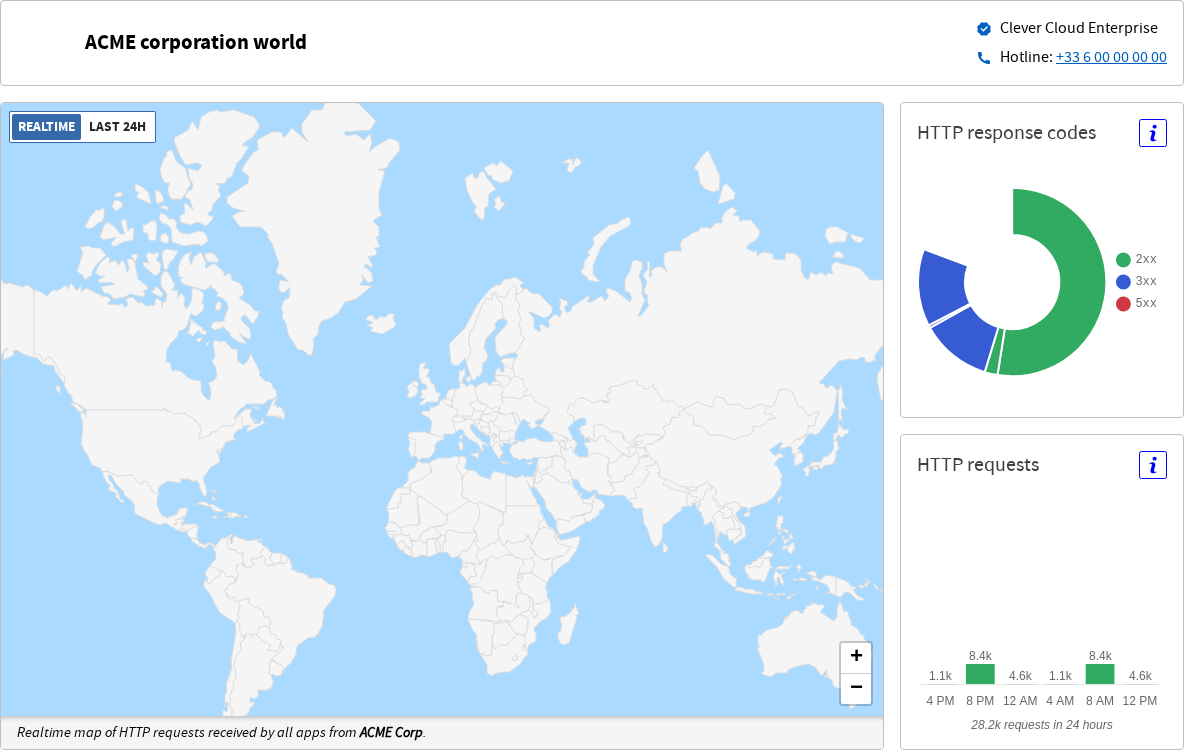 ACME corporation world
Clever Cloud Enterprise
Hotline: +33 6 00 00 00 00
REALTIME LAST 24H
+
−
Realtime map of HTTP requests received by all apps from ACME Corp.
HTTP response codes
i
2xx
3xx
5xx
HTTP requests
i
1.1k 8.4k 4.6k 1.1k 8.4k 4.6k
4 PM 8 PM 12 AM 4 AM 8 AM 12 PM
28.2k requests in 24 hours